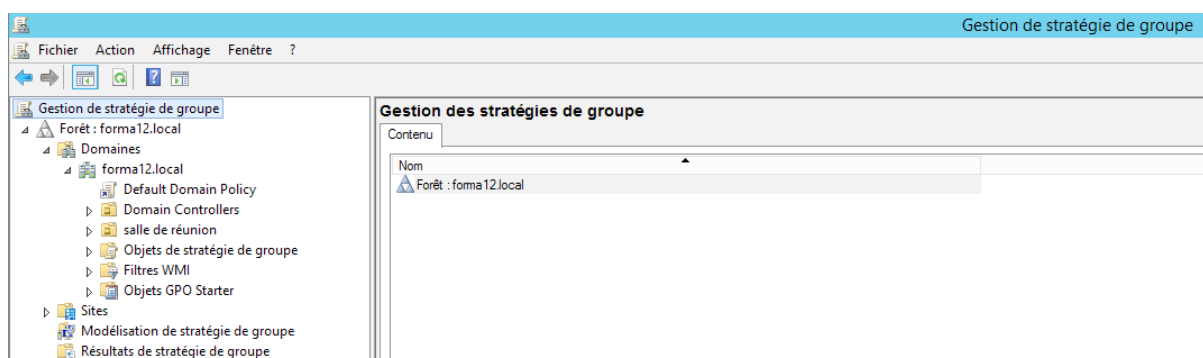 Gestion de stratégie de groupe
Fichier Action Affichage Fenêtre ?
Gestion de stratégie de groupe
Forêt : forma12.local
Domaines
forma12.local
Default Domain Policy
Domain Controllers
salle de réunion
Objets de stratégie de groupe
Filtres WMI
Objets GPO Starter
Sites
Modélisation de stratégie de groupe
Résultats de stratégie de groupe
Gestion des stratégies de groupe
Contenu
Nom
Forêt : forma12.local